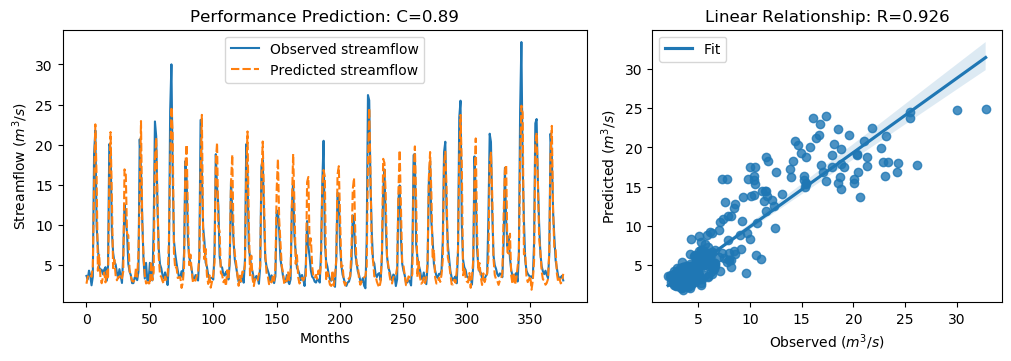 Performance Prediction: C=0.89
Observed streamflow
Predicted streamflow
Streamflow (m³/s)
30
25
20
15
10
5
0
50
100
150
200
250
300
350
Months
Linear Relationship: R=0.926
Fit
Predicted (m³/s)
30
25
20
15
10
5
5
10
15
20
25
30
Observed (m³/s)